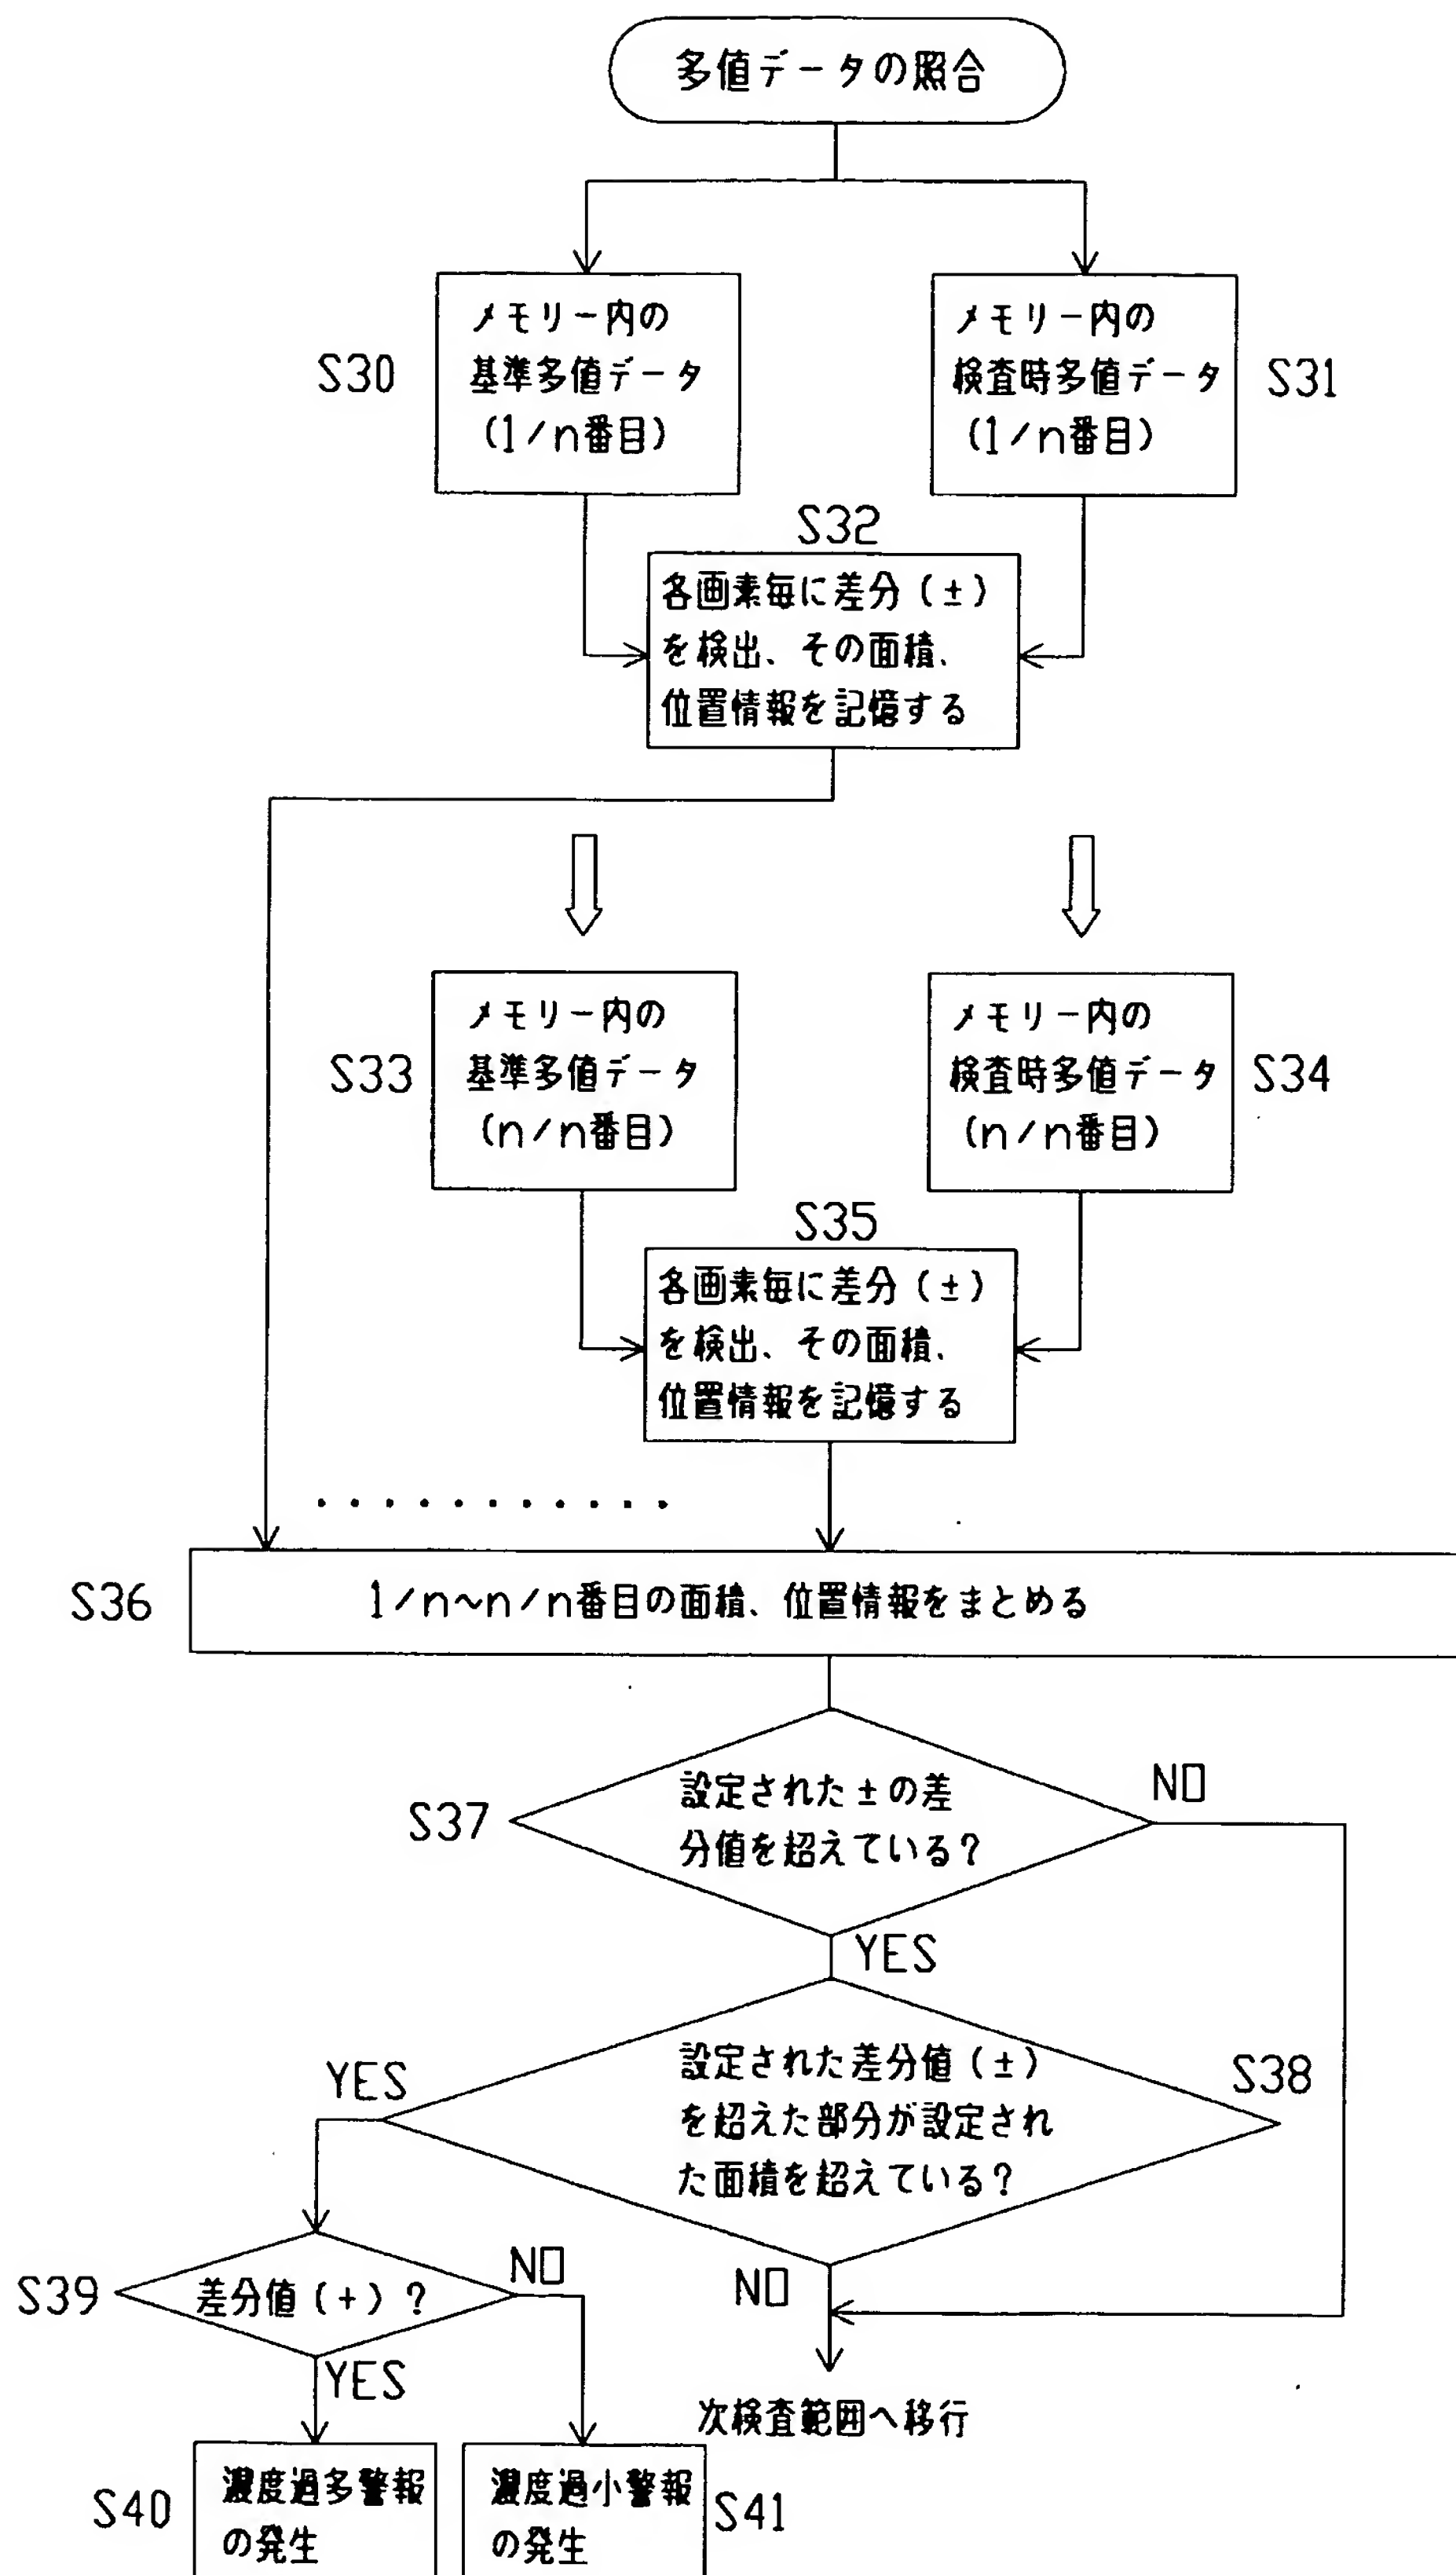 多値データの照合
S30
メモリー内の
基準多値データ
(1/n番目)
メモリー内の
検査時多値データ
(1/n番目)
S31
S32
各画素毎に差分(±)
を検出、その面積、
位置情報を記憶する
S33
メモリー内の
基準多値データ
(n/n番目)
メモリー内の
検査時多値データ
(n/n番目)
S34
S35
各画素毎に差分(±)
を検出、その面積、
位置情報を記憶する
・・・・・・・・・・・
S36
1/n~n/n番目の面積、位置情報をまとめる
S37
設定された±の差
分値を超えている?
NO
YES
S38
設定された差分値(±)
を超えた部分が設定され
た面積を超えている?
YES
NO
S39
差分値(+)?
NO
YES
次検査範囲へ移行
S40
濃度過多警報
の発生
濃度過小警報
の発生
S41